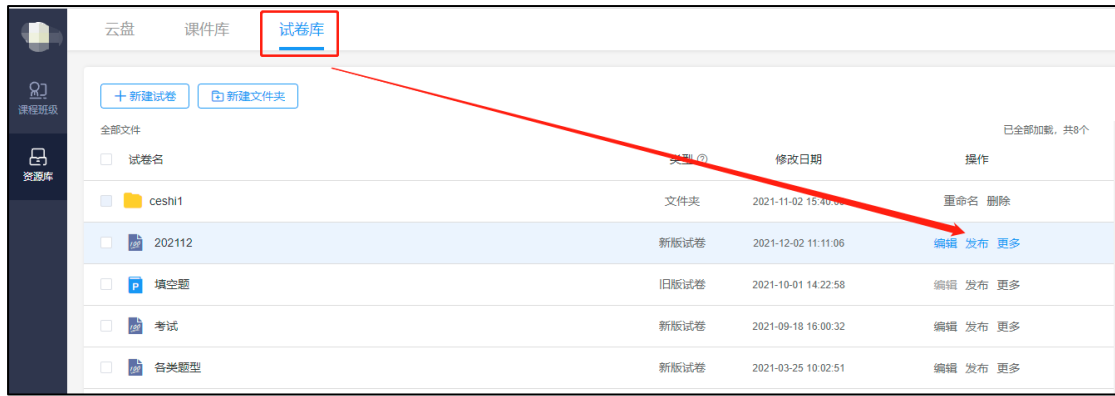 云盘 课件库 试卷库
课程班级
资源库
新建试卷 新建文件夹
全部文件 已全部加载，共8个
试卷名 类型 修改日期 操作
ceshi1 文件夹 2021-11-02 15:40: 重命名 删除
202112 新版试卷 2021-12-02 11:11:06 编辑 发布 更多
填空题 旧版试卷 2021-10-01 14:22:58 编辑 发布 更多
考试 新版试卷 2021-09-18 16:00:32 编辑 发布 更多
各类题型 新版试卷 2021-03-25 10:02:51 编辑 发布 更多